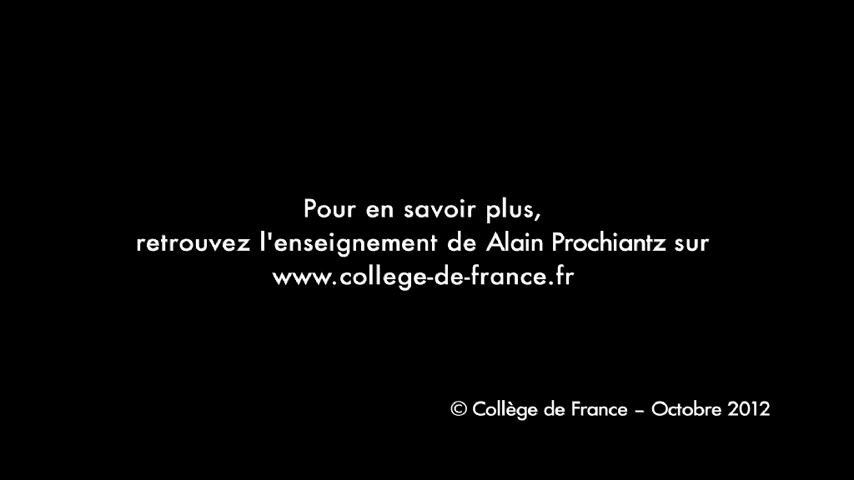 Pour en savoir plus,
retrouvez l'enseignement de Alain Prochiantz sur
www.college-de-france.fr
© Collège de France – Octobre 2012